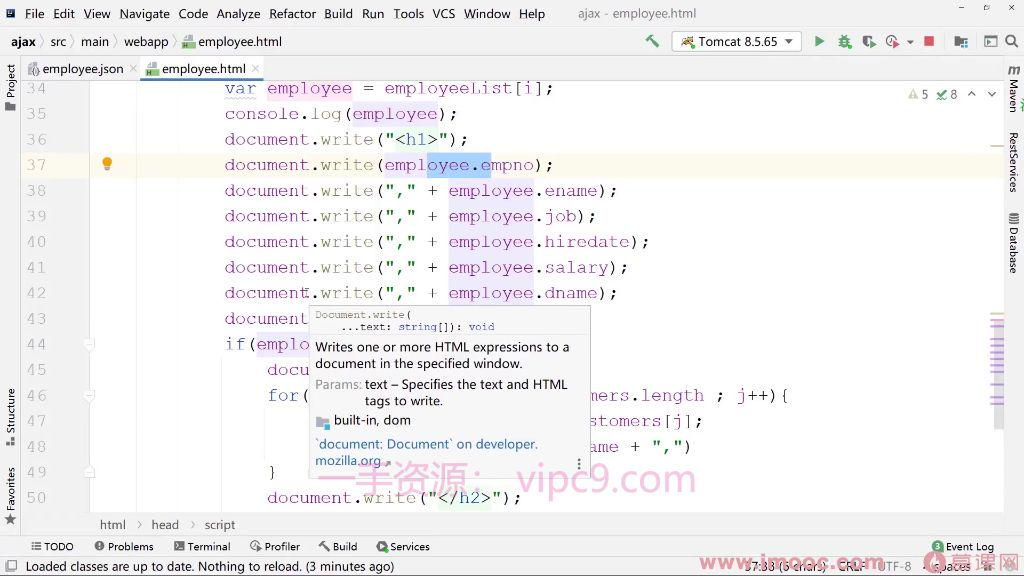 File Edit View Navigate Code Analyze Refactor Build Run Tools VCS Window Help ajax - employee.html
ajax › src › main › webapp › employee.html
Tomcat 8.5.65
Project
employee.json
employee.html
34 var employee = employeeList[i];
5 8
35 console.log(employee);
36 document.write("<h1>");
37 document.write(employee.empno);
38 document.write("," + employee.ename);
39 document.write("," + employee.job);
40 document.write("," + employee.hiredate);
41 document.write("," + employee.salary);
42 document.write("," + employee.dname);
43 document
Document.write(
...text: string[]): void
44 if(emplo
Writes one or more HTML expressions to a
document in the specified window.
45 docu
Params: text – Specifies the text and HTML
tags to write.
46 for( mers.length ; j++){
built-in, dom
47 stomers[j];
`document: Document` on developer.
mozilla.org
48 ame + ",")
49 }
一手资源： vipc9.com
50 document.write("</h2>");
m Maven
RestServices
Database
Structure
Favorites
html › head › script
TODO Problems Terminal Profiler Build Services 3 Event Log
Loaded classes are up to date. Nothing to reload. (3 minutes ago)
CRLF UTF-8 4 spaces
www.imooc.com 慕课网